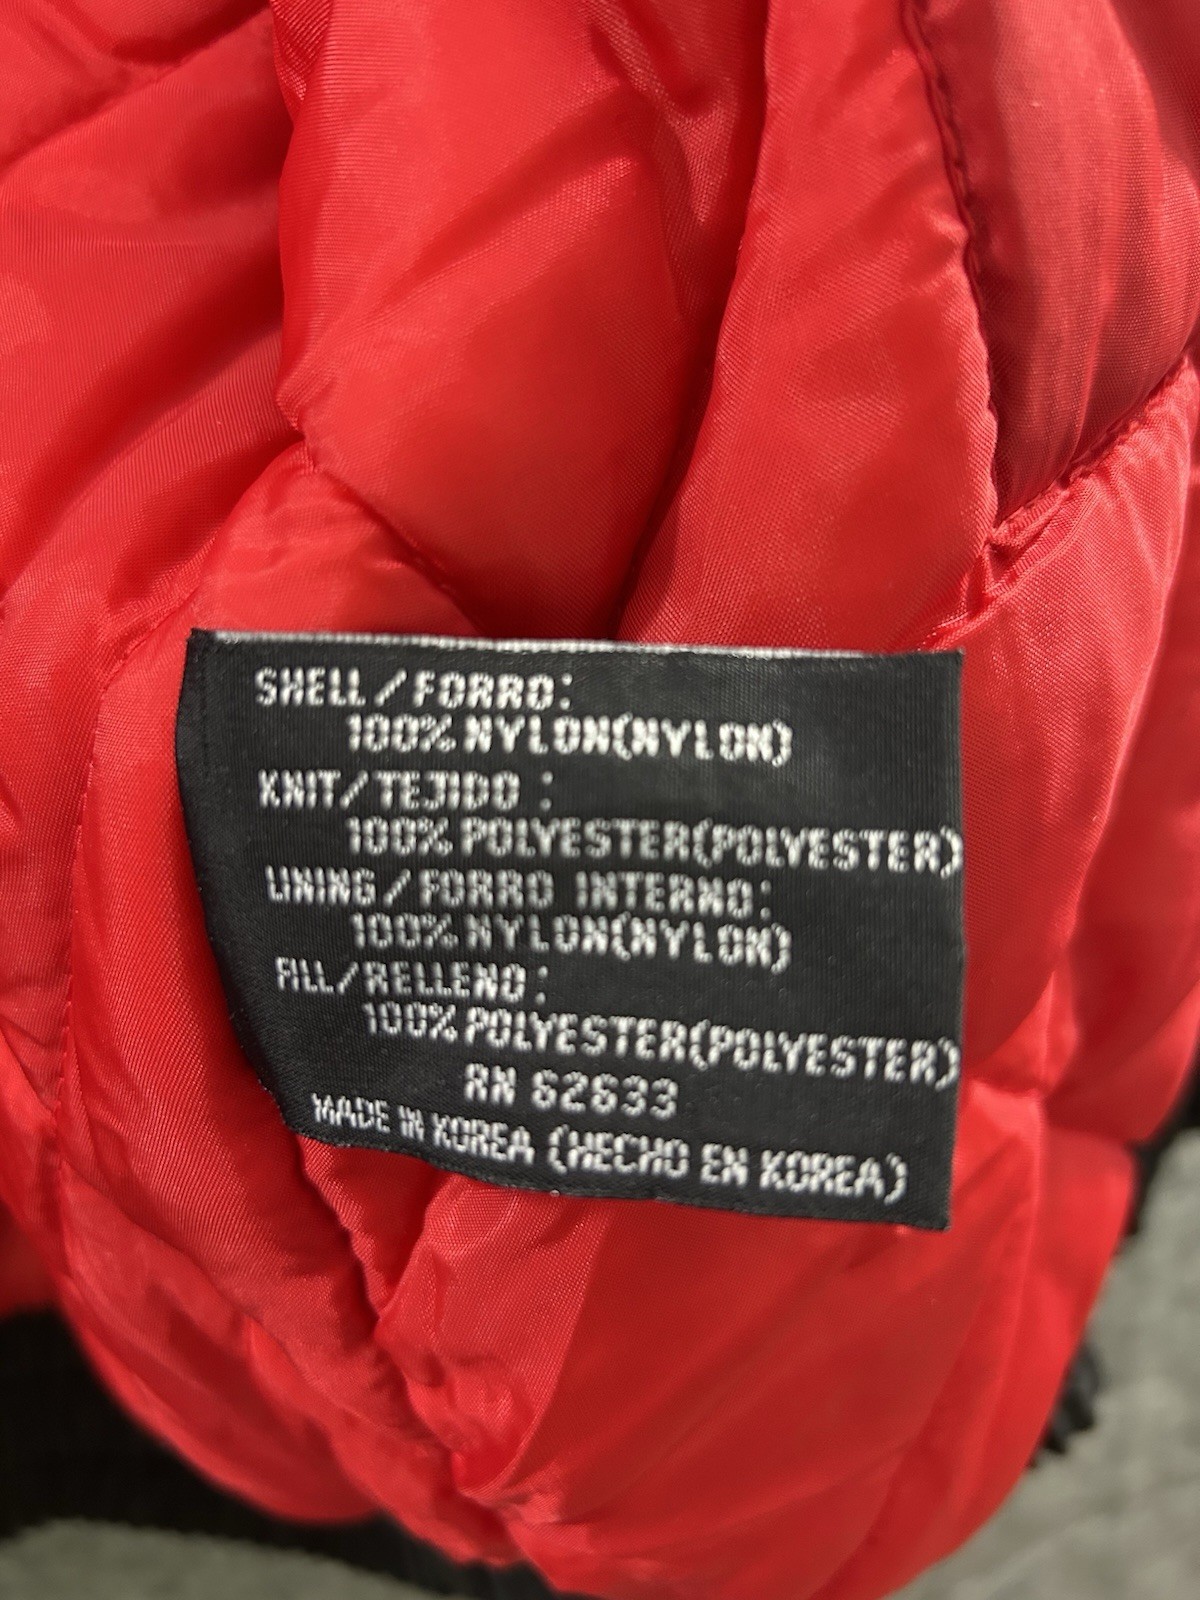 SHELL/FORRO:
100% NYLON(NYLON)
KNIT/TEJIDO :
100% POLYESTER(POLYESTER)
LINING/FORRO INTERNO:
100% NYLON(NYLON)
FILL/RELLENO:
100% POLYESTER(POLYESTER)
RN 62633
MADE IN KOREA (HECHO EN KOREA)